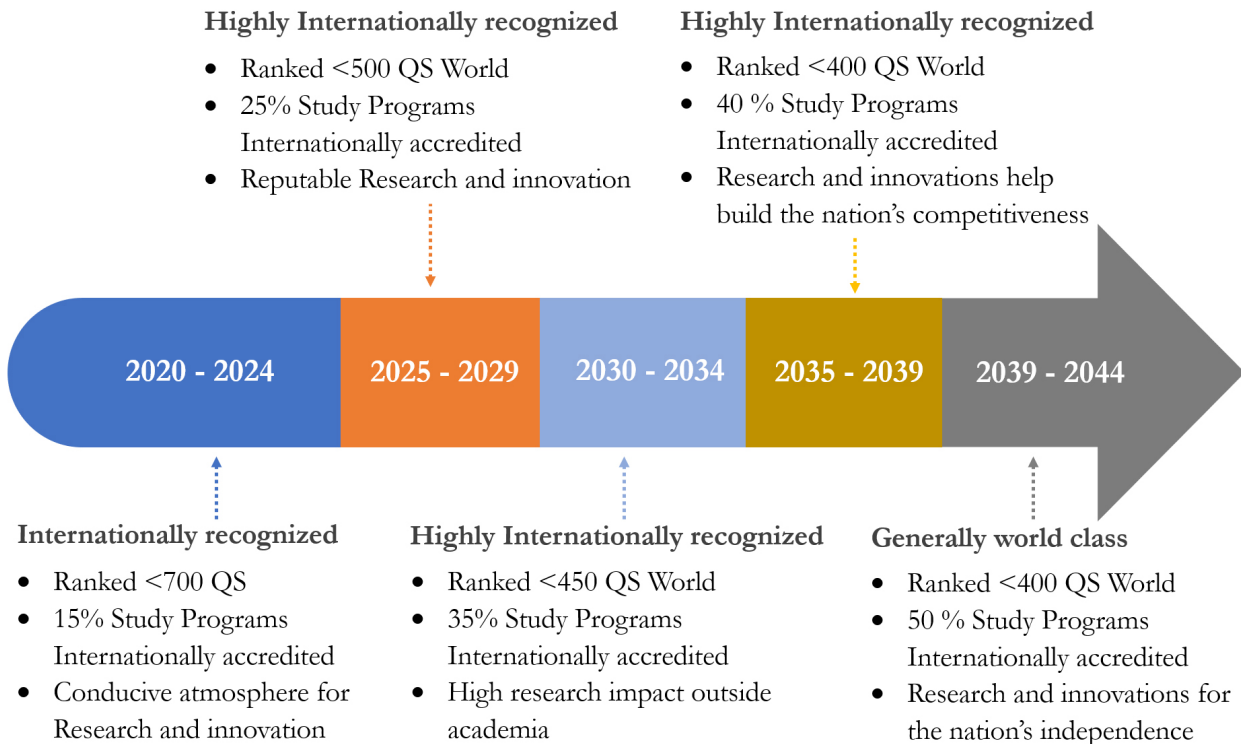 Highly Internationally recognized
• Ranked <500 QS World
• 25% Study Programs
Internationally accredited
• Reputable Research and innovation
Highly Internationally recognized
• Ranked <400 QS World
• 40 % Study Programs
Internationally accredited
• Research and innovations help
build the nation’s competitiveness
2020 - 2024
2025 - 2029
2030 - 2034
2035 - 2039
2039 - 2044
Internationally recognized
• Ranked <700 QS
• 15% Study Programs
Internationally accredited
• Conducive atmosphere for
Research and innovation
Highly Internationally recognized
• Ranked <450 QS World
• 35% Study Programs
Internationally accredited
• High research impact outside
academia
Generally world class
• Ranked <400 QS World
• 50 % Study Programs
Internationally accredited
• Research and innovations for
the nation’s independence